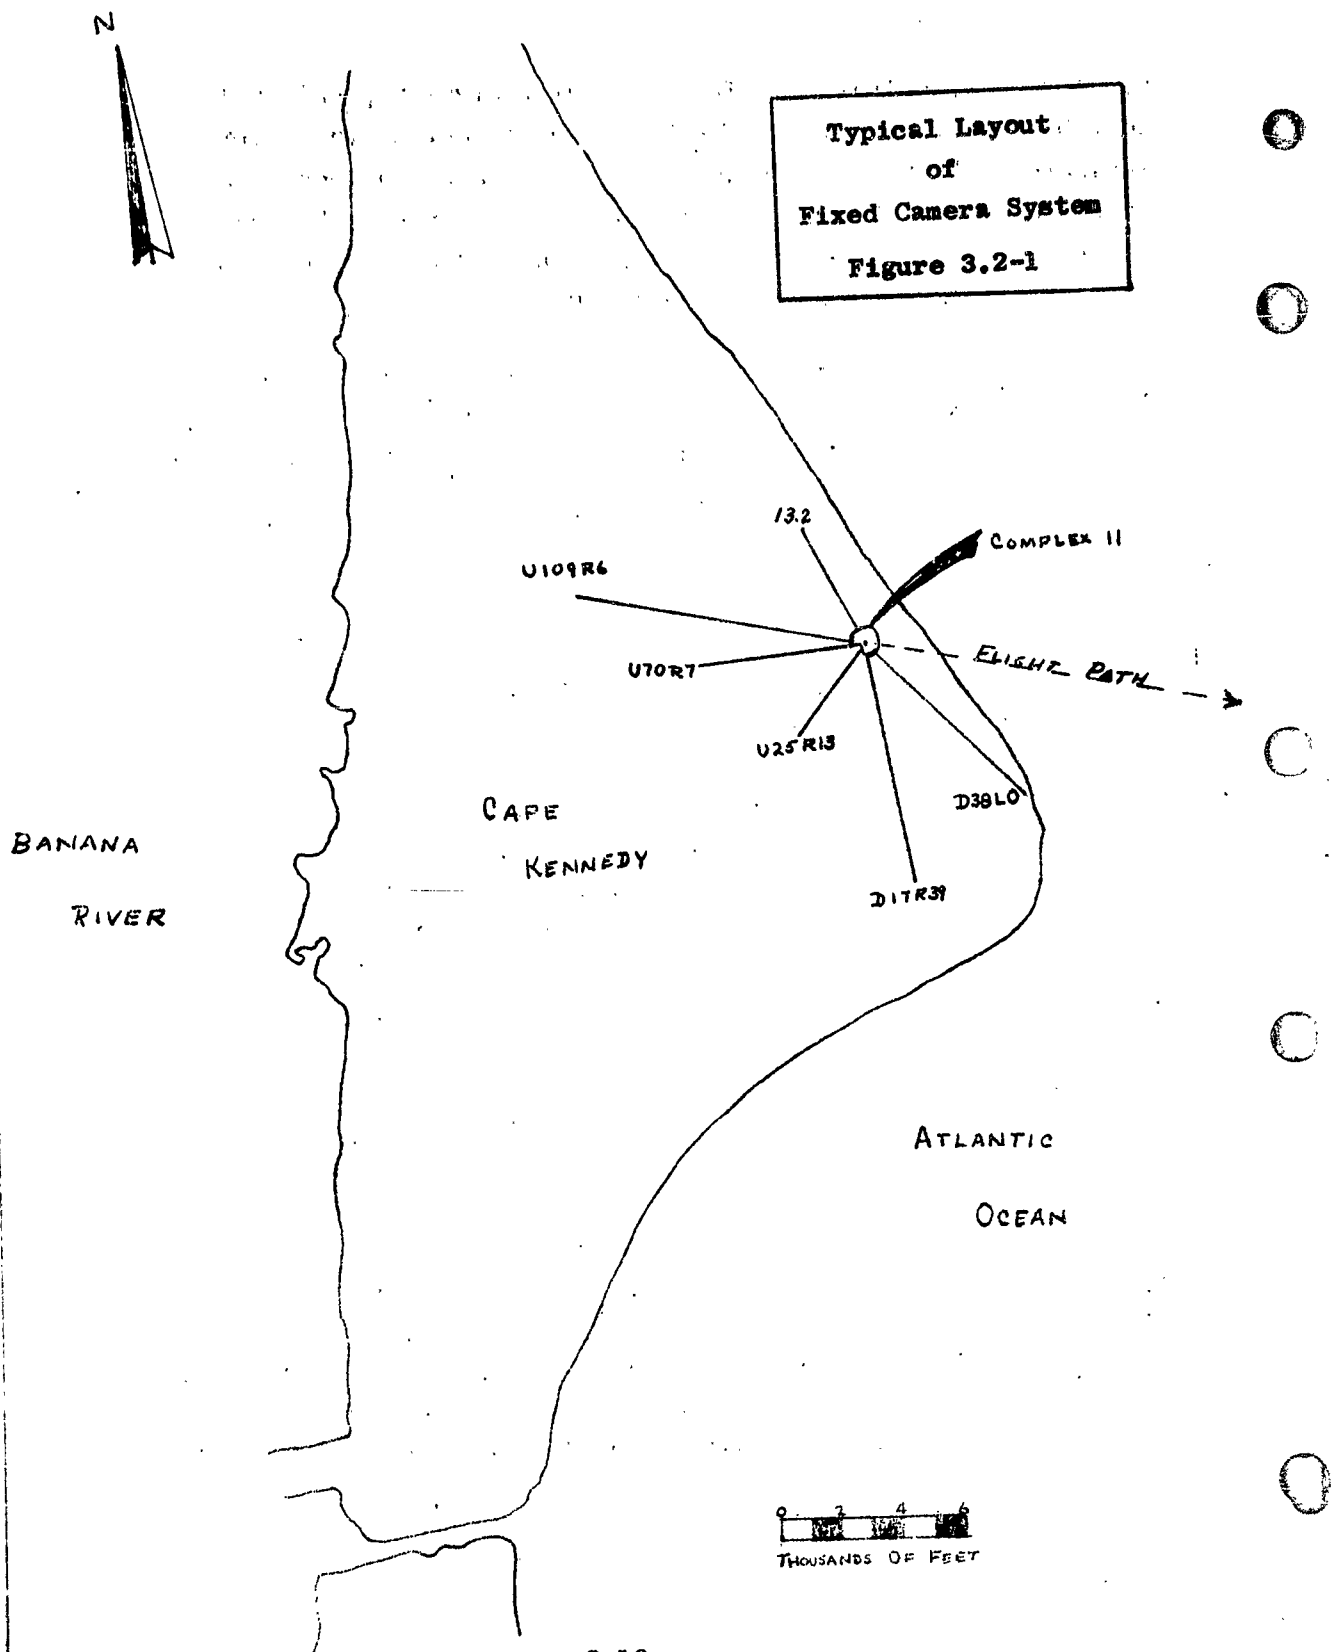 N
Typical Layout
of
Fixed Camera System
Figure 3.2-1
13.2
COMPLEX 11
U109R6
U70R7
FLIGHT PATH
U25R13
D38L0
D17R39
CAPE
KENNEDY
BANANA
RIVER
ATLANTIC
OCEAN
0 2 4 6
THOUSANDS OF FEET